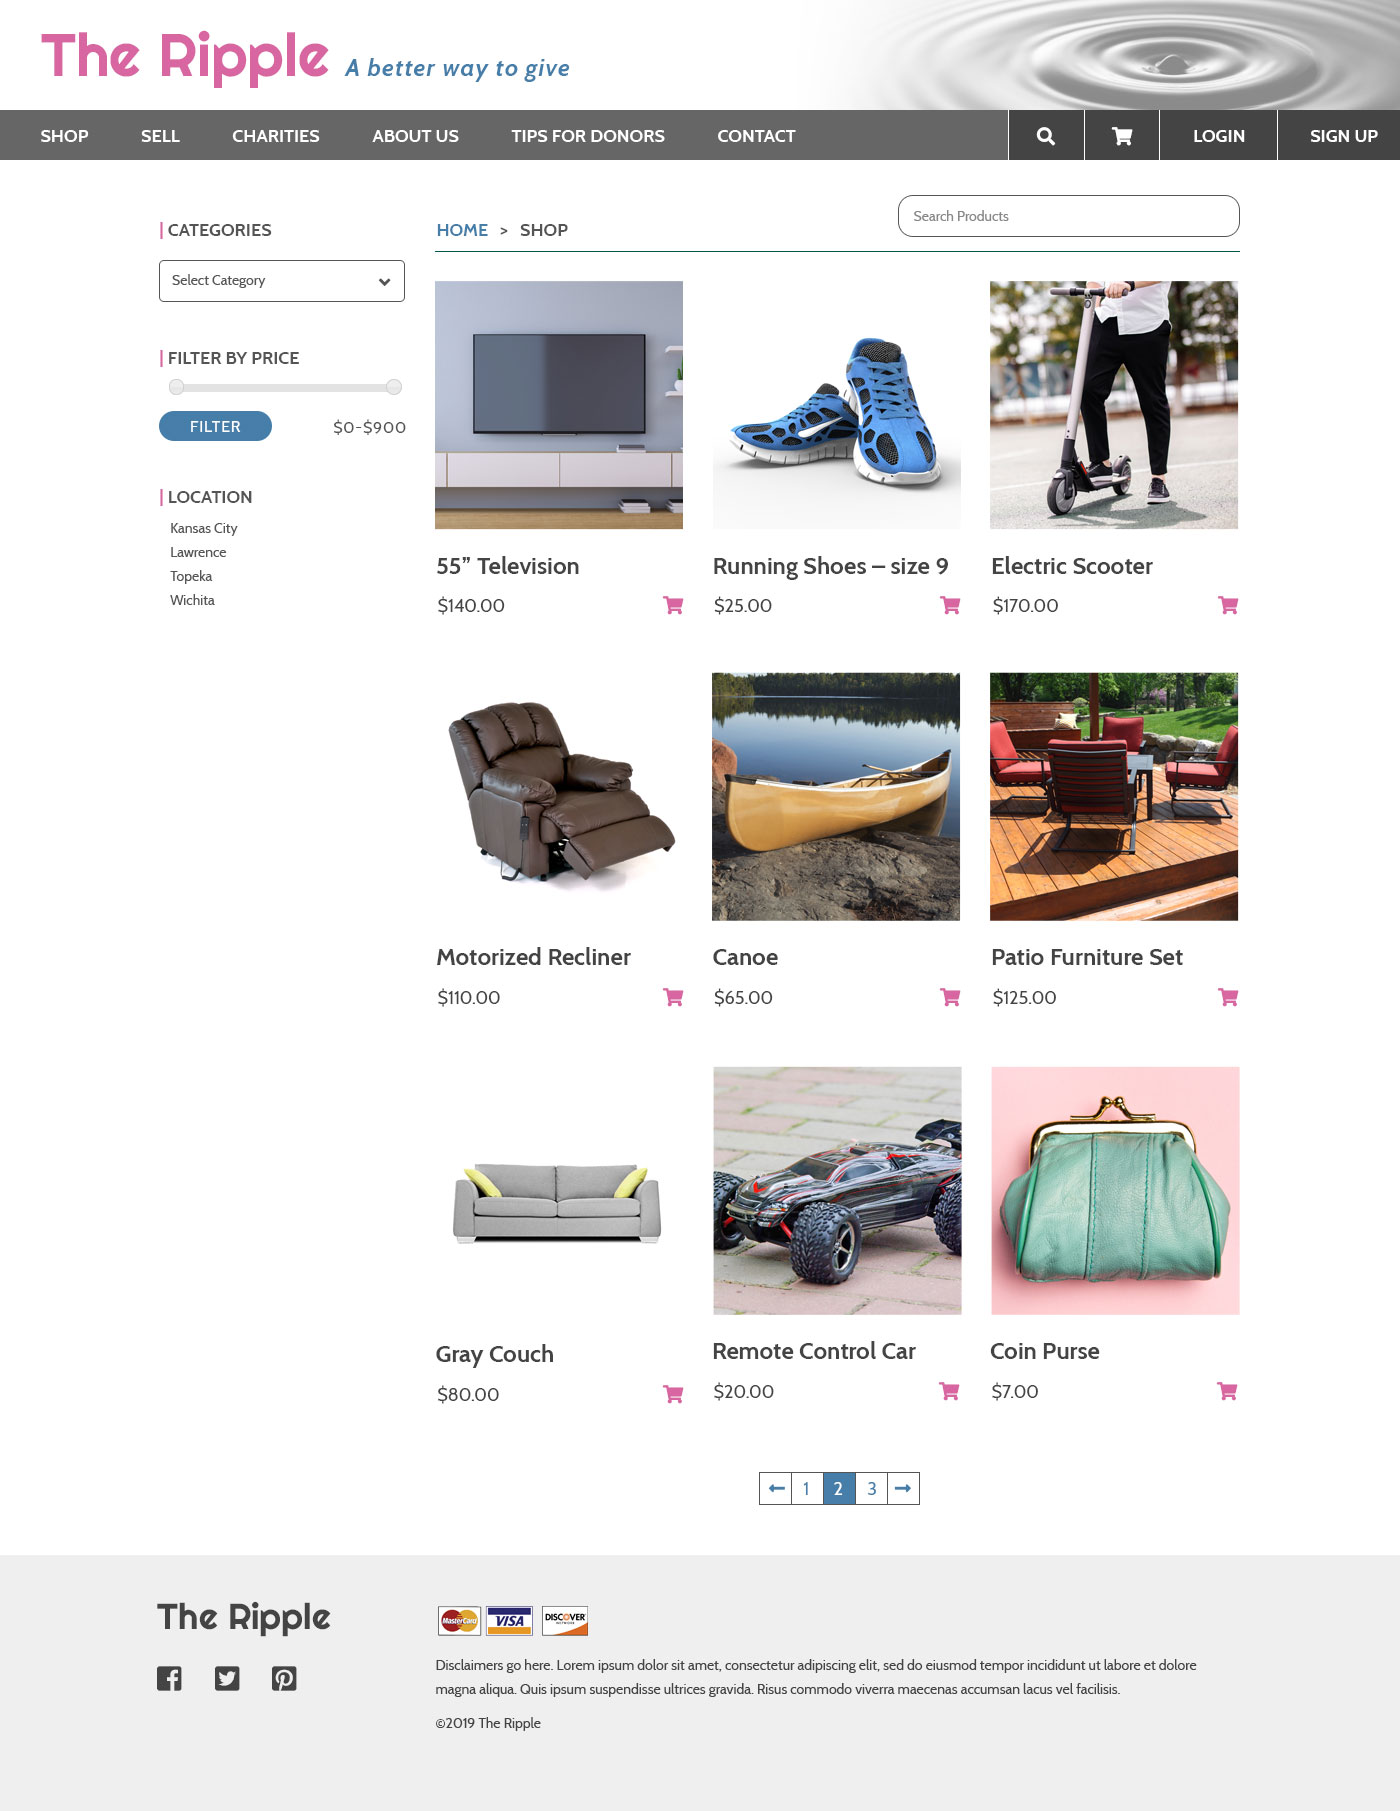 The Ripple A better way to give
SHOP SELL CHARITIES ABOUT US TIPS FOR DONORS CONTACT LOGIN SIGN UP
Search Products
CATEGORIES
Select Category
FILTER BY PRICE
FILTER $0-$900
LOCATION
Kansas City
Lawrence
Topeka
Wichita
HOME > SHOP
55” Television
$140.00
Running Shoes – size 9
$25.00
Electric Scooter
$170.00
Motorized Recliner
$110.00
Canoe
$65.00
Patio Furniture Set
$125.00
Gray Couch
$80.00
Remote Control Car
$20.00
Coin Purse
$7.00
1 2 3
The Ripple
MasterCard VISA DISCOVER
NETWORK
Disclaimers go here. Lorem ipsum dolor sit amet, consectetur adipiscing elit, sed do eiusmod tempor incididunt ut labore et dolore
magna aliqua. Quis ipsum suspendisse ultrices gravida. Risus commodo viverra maecenas accumsan lacus vel facilisis.
©2019 The Ripple